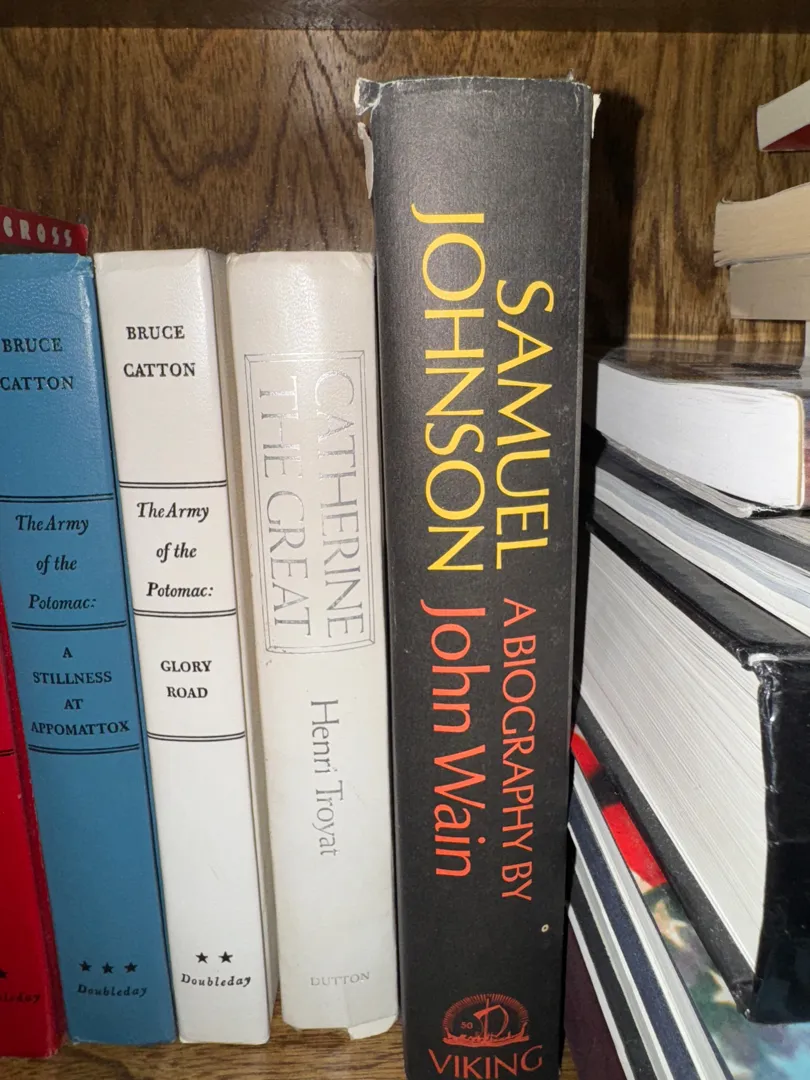 CROSS
BRUCE
CATTON
The Army
of the
Potomac:
A
STILLNESS
AT
APPOMATTOX
★ ★ ★
Doubleday
BRUCE
CATTON
The Army
of the
Potomac:
GLORY
ROAD
★ ★
Doubleday
CATHERINE
THE GREAT
Henri Troyat
DUTTON
SAMUEL
JOHNSON
A BIOGRAPHY BY
John Wain
50
VIKING